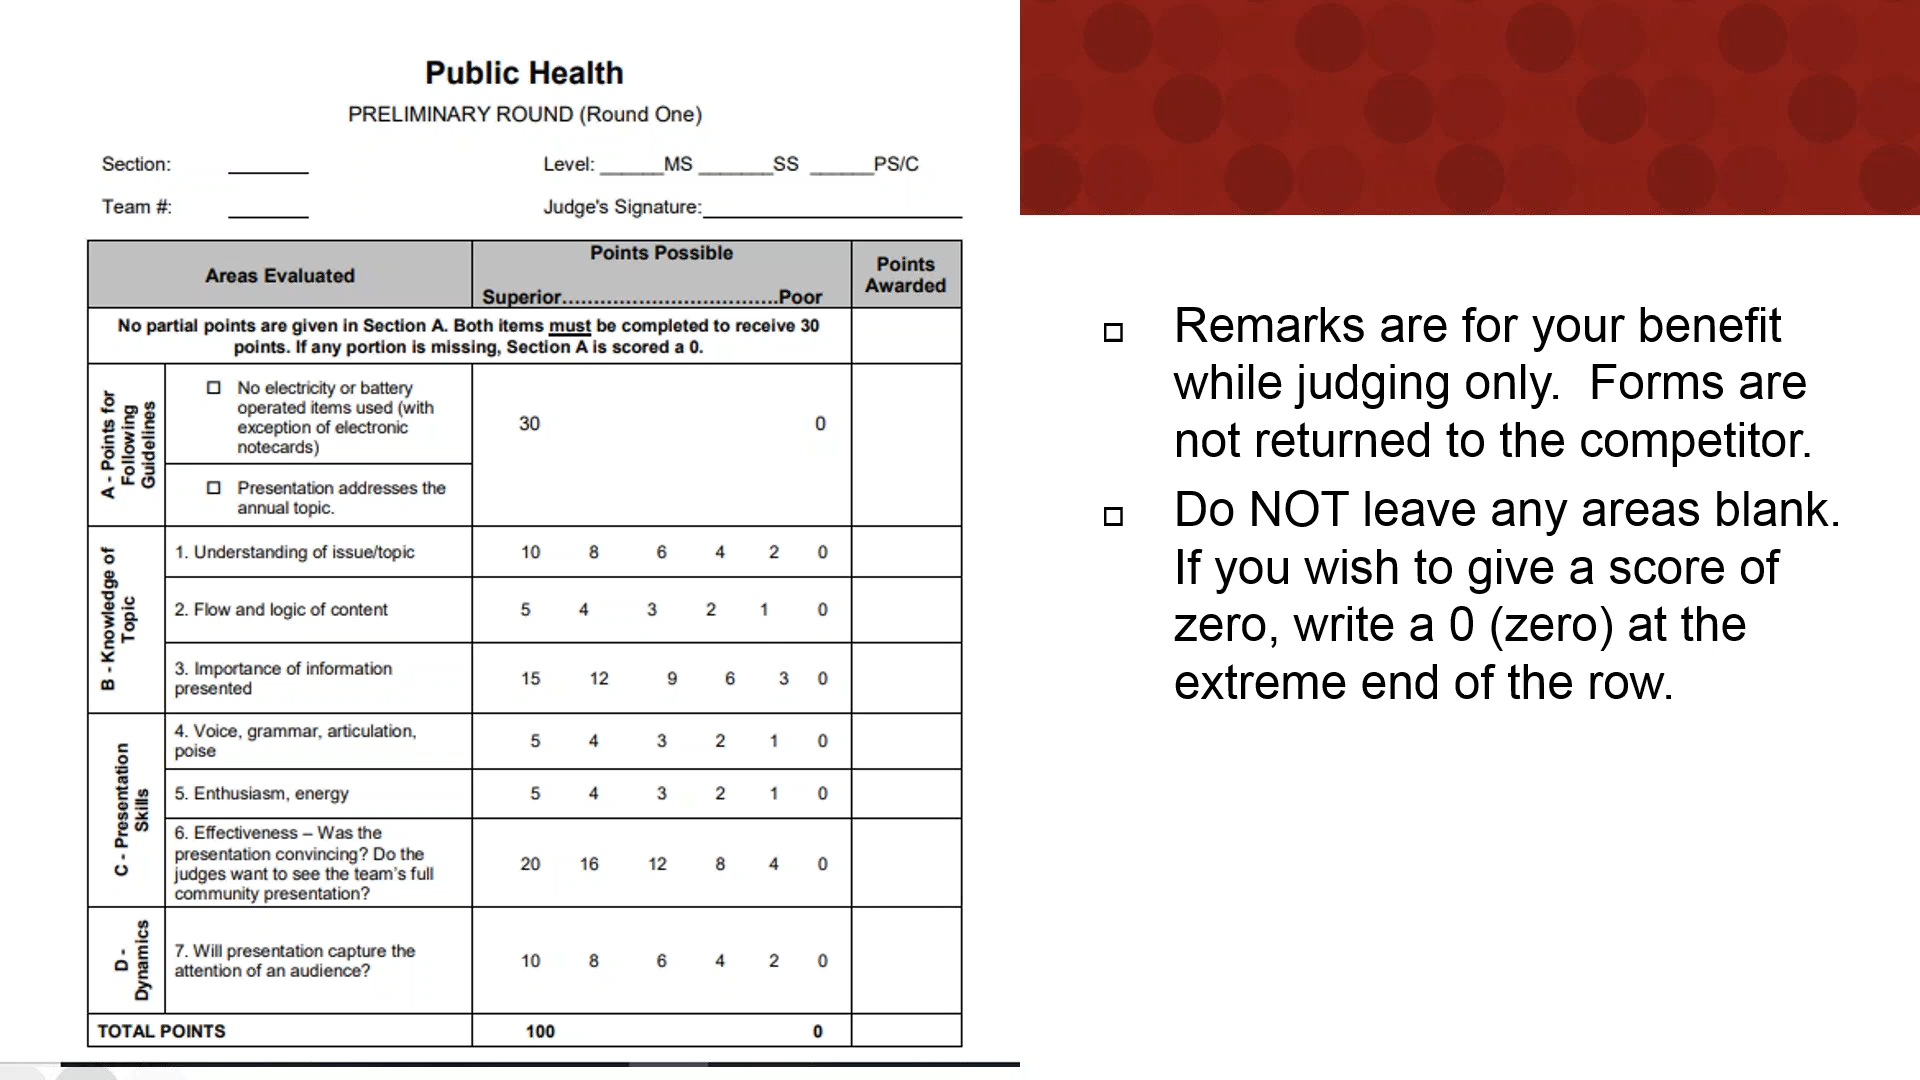 Public Health
PRELIMINARY ROUND (Round One)
Section: _______ Level: ______MS _______SS ______PS/C
Team #: _______ Judge's Signature:______________________
Areas Evaluated
Points Possible
Superior………………………………Poor
Points
Awarded
No partial points are given in Section A. Both items must be completed to receive 30
points. If any portion is missing, Section A is scored a 0.
A - Points for
Following
Guidelines
☐ No electricity or battery
operated items used (with
exception of electronic
notecards)
30 0
☐ Presentation addresses the
annual topic.
B - Knowledge of
Topic
1. Understanding of issue/topic 10 8 6 4 2 0
2. Flow and logic of content 5 4 3 2 1 0
3. Importance of information
presented
15 12 9 6 3 0
C - Presentation
Skills
4. Voice, grammar, articulation,
poise
5 4 3 2 1 0
5. Enthusiasm, energy 5 4 3 2 1 0
6. Effectiveness – Was the
presentation convincing? Do the
judges want to see the team's full
community presentation?
20 16 12 8 4 0
D -
Dynamics
7. Will presentation capture the
attention of an audience?
10 8 6 4 2 0
TOTAL POINTS 100 0
Remarks are for your benefit
while judging only.  Forms are
not returned to the competitor.
Do NOT leave any areas blank.
If you wish to give a score of
zero, write a 0 (zero) at the
extreme end of the row.